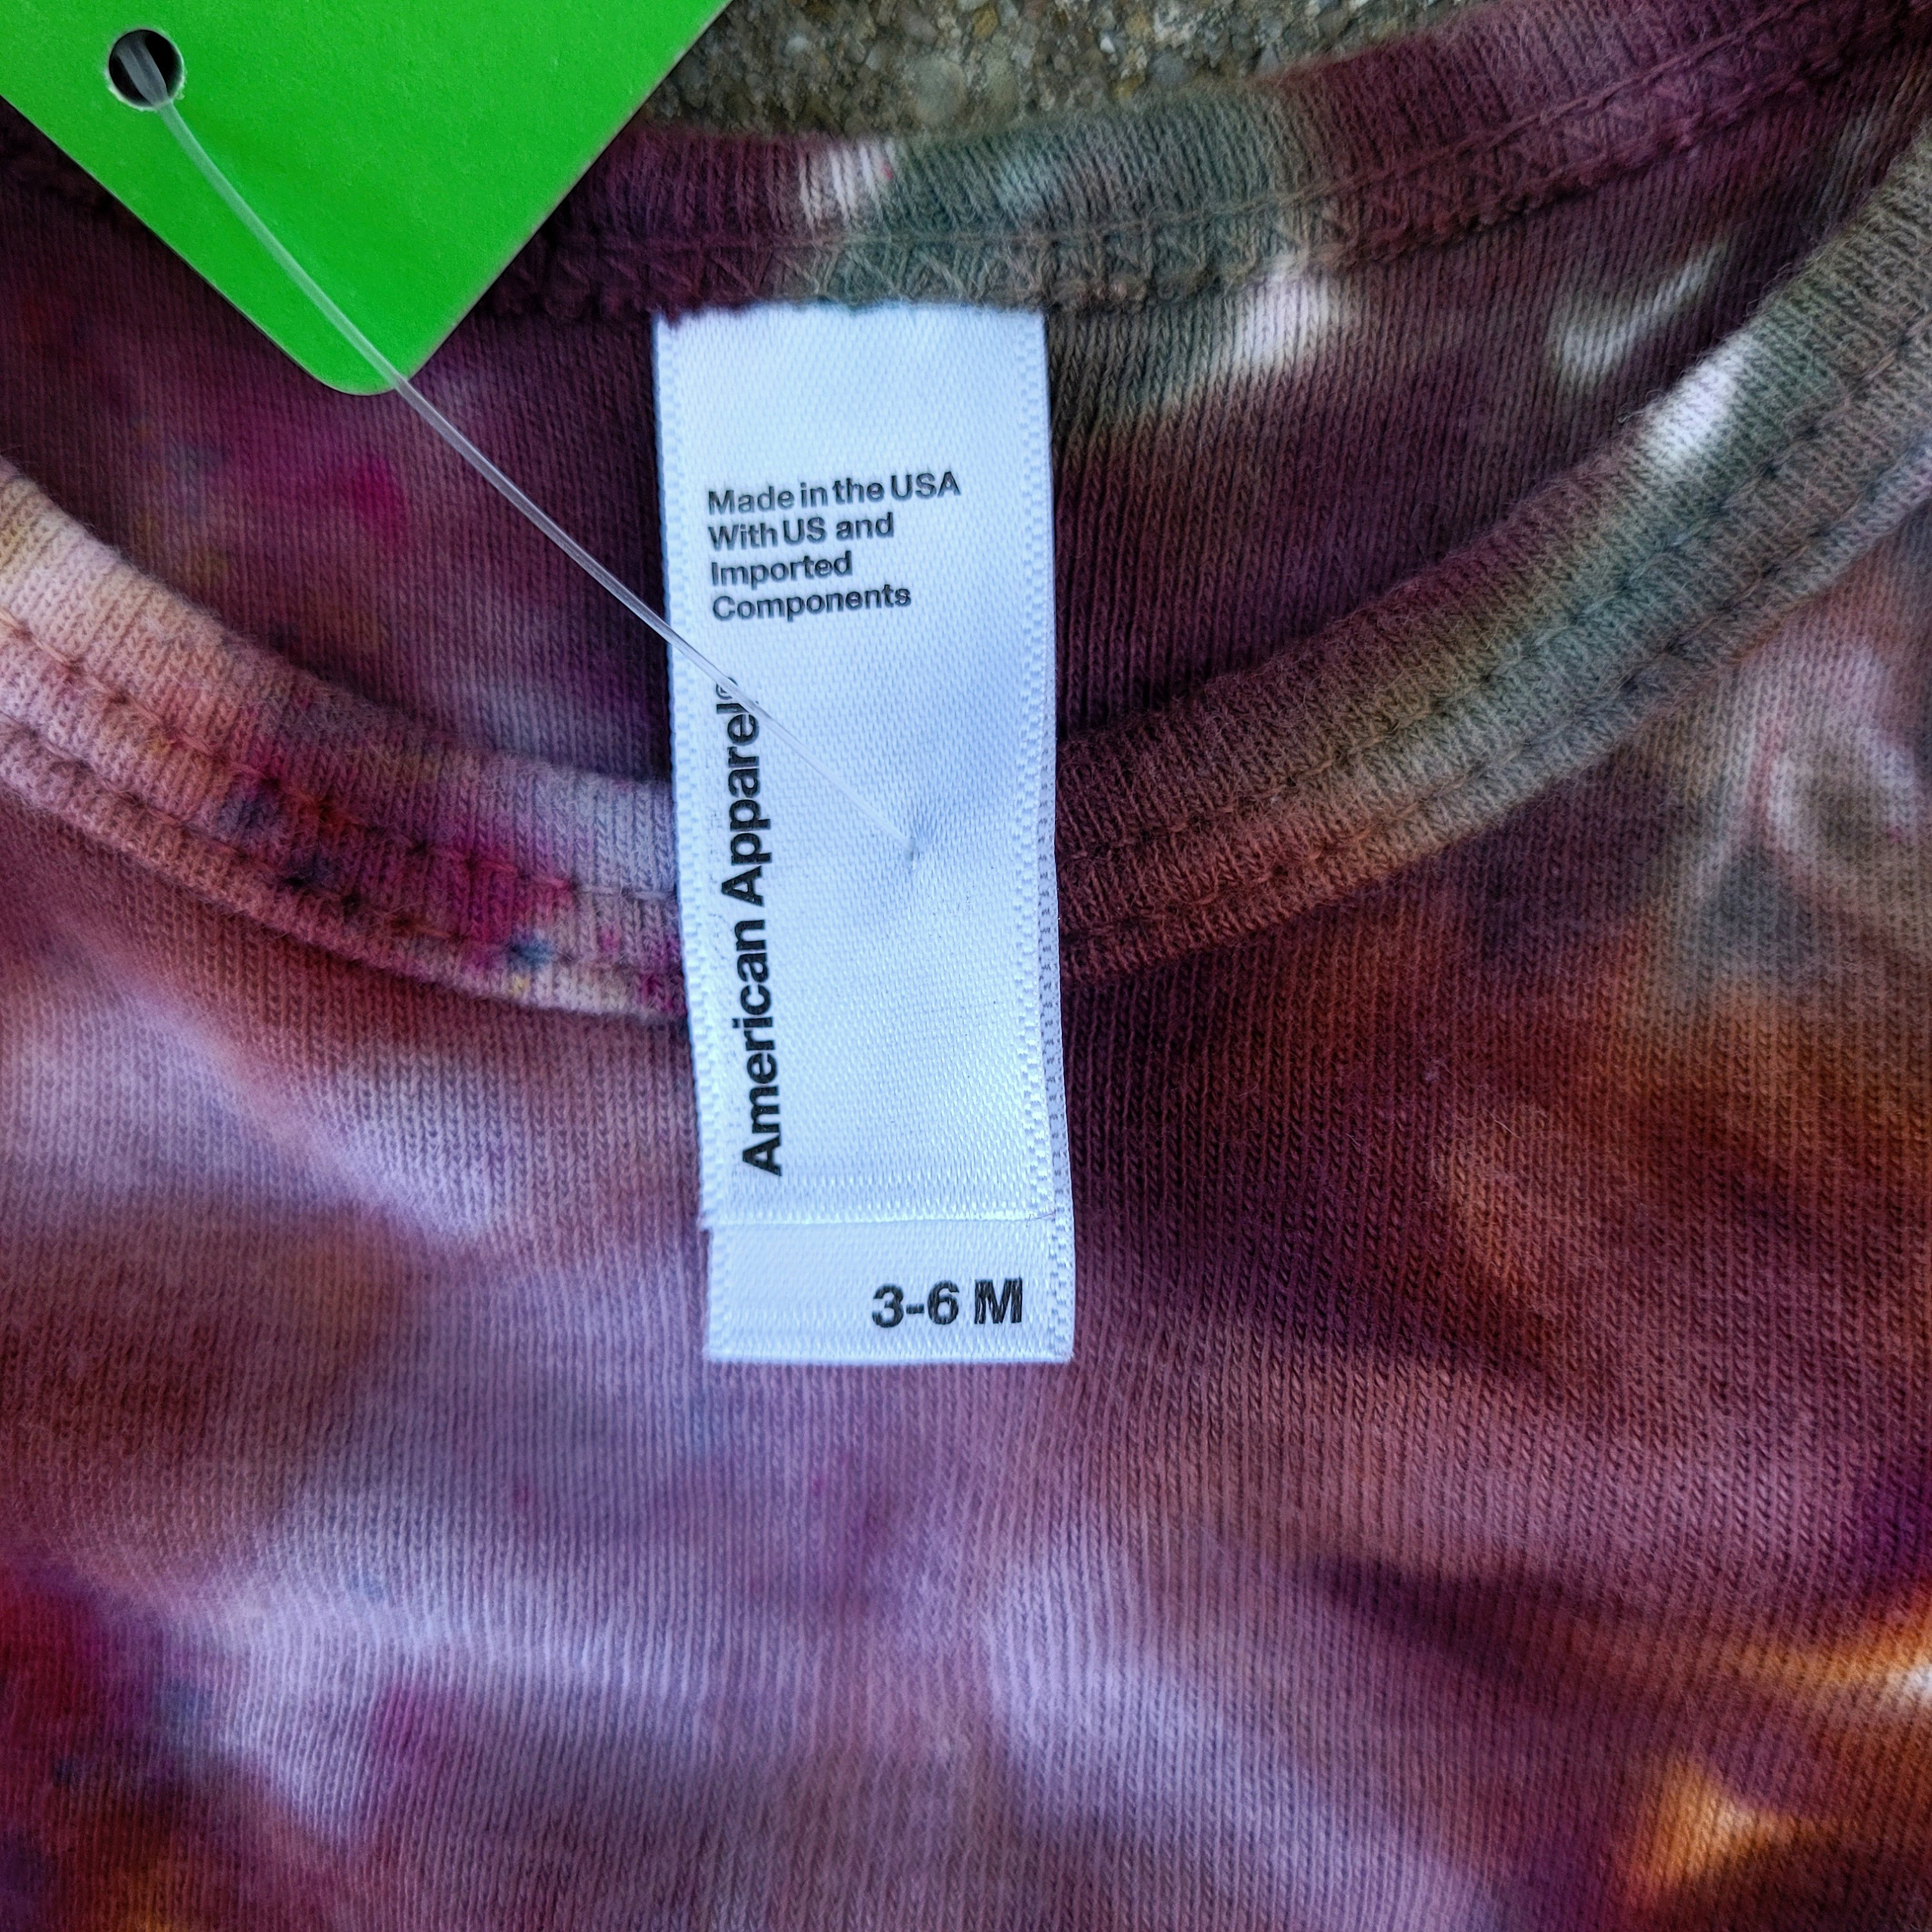 Made in the USA
With US and
Imported
Components
American Apparel®
3-6 M